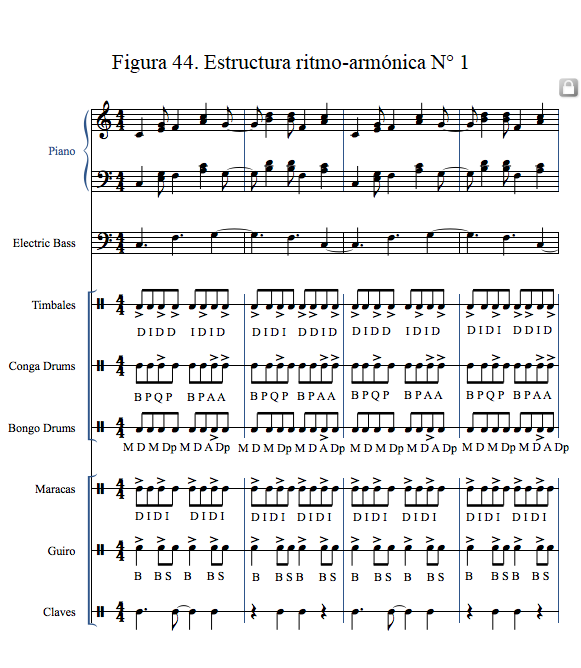 Figura 44. Estructura ritmo-armónica N° 1
Piano
Electric Bass
Timbales
D I D D I D I D D I D I D D I D D I D D I D I D D I D I D D I D
Conga Drums
B P Q P B P A A B P Q P B P A A B P Q P B P A A B P Q P B P A A
Bongo Drums
M D M Dp M D A Dp M D M Dp M D A Dp M D M Dp M D A Dp M D M Dp M D A Dp
Maracas
D I D I D I D I D I D I D I D I D I D I D I D I D I D I D I D I
Guiro
B B S B B S B B S B B S B B S B B S B B S B B S
Claves